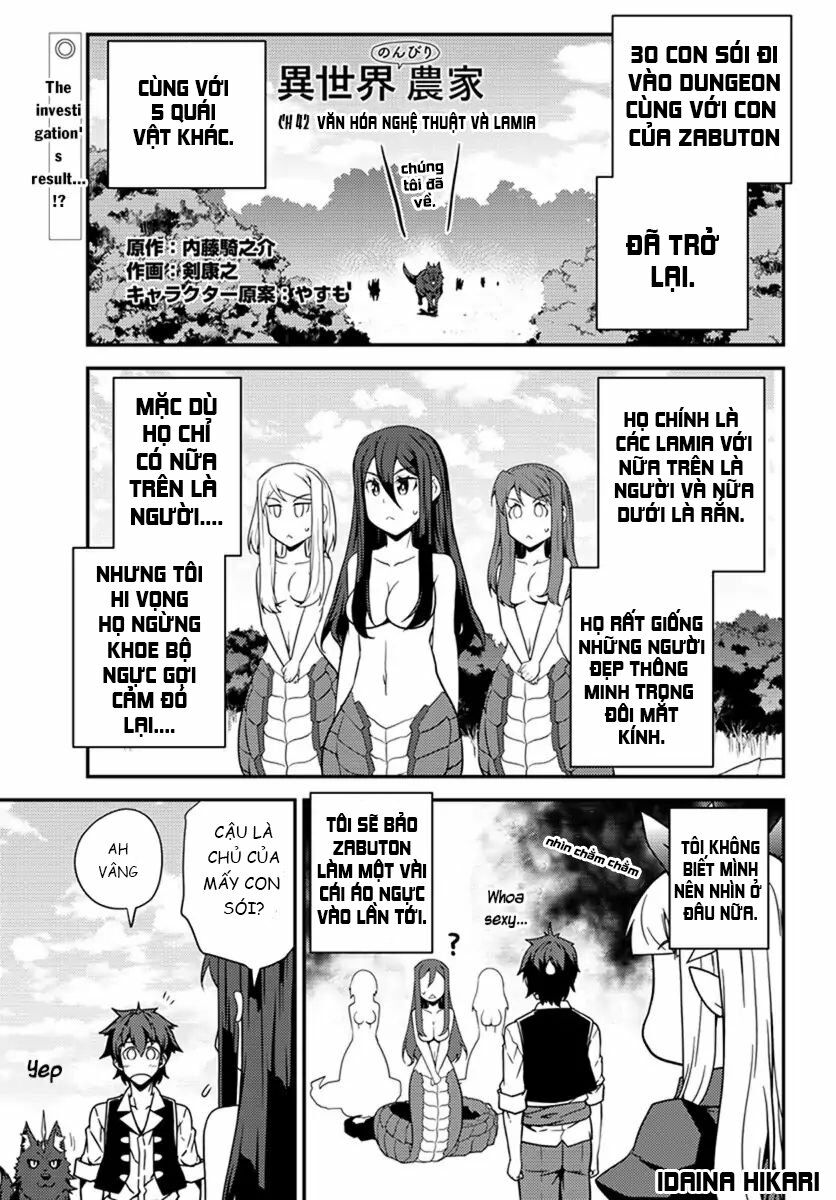 30 CON SÓI ĐI
VÀO DUNGEON
CÙNG VỚI CON
CỦA ZABUTON
ĐÃ TRỞ
LẠI.
のんびり
異世界 農家
CH 42 VĂN HÓA NGHỆ THUẬT VÀ LAMIA
chúng
tôi đã
về.
CÙNG VỚI
5 QUÁI
VẬT KHÁC.
原作：内藤騎之介
作画：剣康之
キャラクター原案：やすも
The
investi
gation'
s
result...
!?
HỌ CHÍNH LÀ
CÁC LAMIA VỚI
NỮA TRÊN LÀ
NGƯỜI VÀ NỮA
DƯỚI LÀ RẮN.
HỌ RẤT GIỐNG
NHỮNG NGƯỜI
ĐẸP THÔNG
MINH TRONG
ĐÔI MẮT
KÍNH.
MẶC DÙ
HỌ CHỈ
CÓ NỮA
TRÊN LÀ
NGƯỜI....
NHƯNG TÔI
HI VỌNG
HỌ NGỪNG
KHOE BỘ
NGỰC GỢI
CẢM ĐÓ
LẠI....
TÔI KHÔNG
BIẾT MÌNH
NÊN NHÌN Ở
ĐÂU NỮA.
nhìn chằm chằm
Whoa
sexy...
?
TÔI SẼ BẢO
ZABUTON
LÀM MỘT VÀI
CÁI ÁO NGỰC
VÀO LẦN TỚI.
CẬU LÀ
CHỦ CỦA
MẤY CON
SÓI?
AH
VÂNG
Yep
IDAINA HIKARI